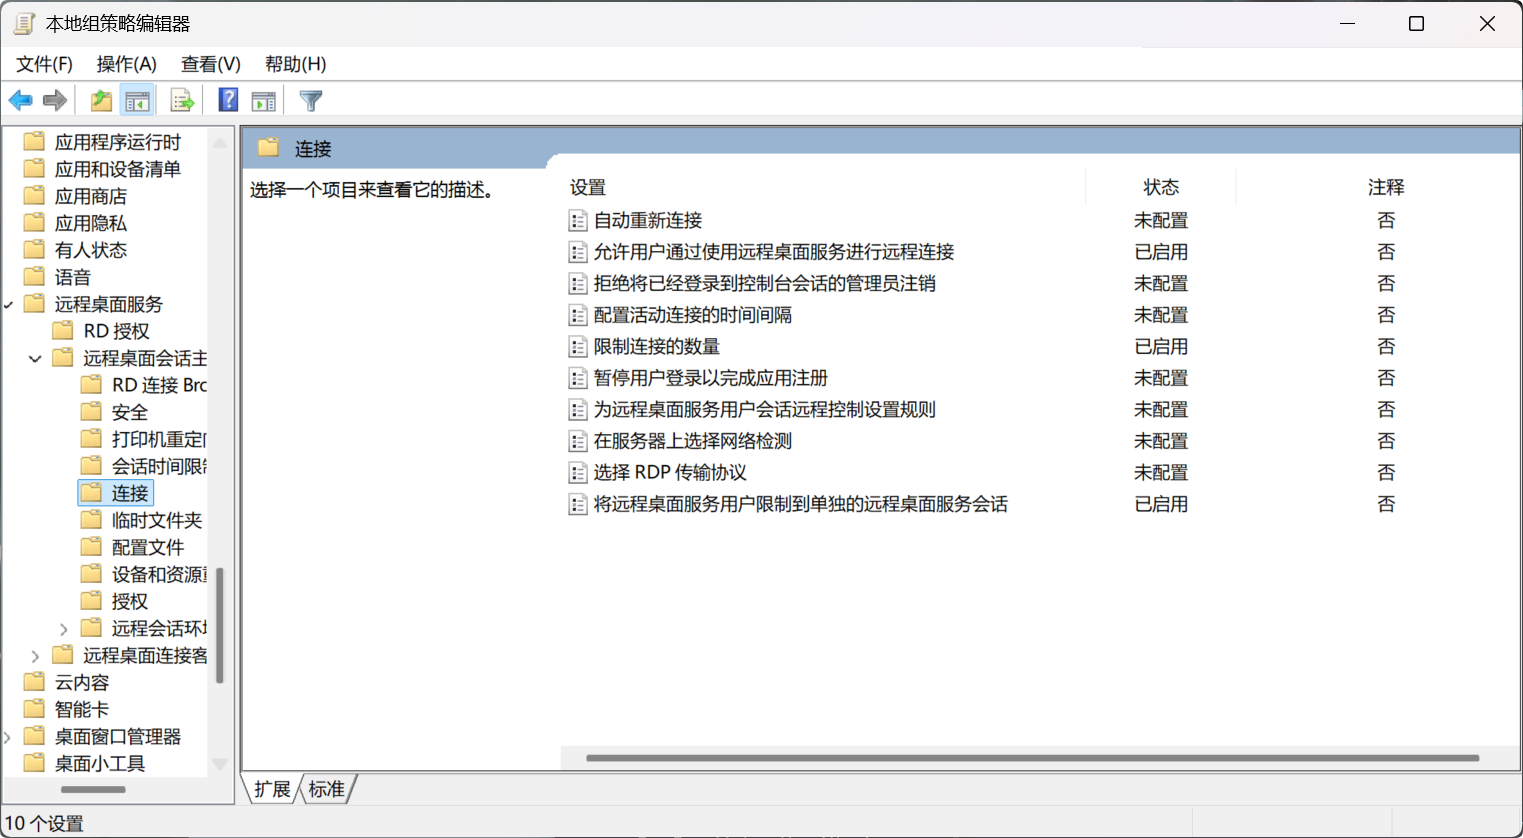 本地组策略编辑器
文件(F) 操作(A) 查看(V) 帮助(H)
应用程序运行时
应用和设备清单
应用商店
应用隐私
有人状态
语音
远程桌面服务
RD 授权
远程桌面会话主
RD 连接 Brc
安全
打印机重定
会话时间限
连接
临时文件夹
配置文件
设备和资源
授权
远程会话环
远程桌面连接客
云内容
智能卡
桌面窗口管理器
桌面小工具
连接
选择一个项目来查看它的描述。
设置 状态 注释
自动重新连接 未配置 否
允许用户通过使用远程桌面服务进行远程连接 已启用 否
拒绝将已经登录到控制台会话的管理员注销 未配置 否
配置活动连接的时间间隔 未配置 否
限制连接的数量 已启用 否
暂停用户登录以完成应用注册 未配置 否
为远程桌面服务用户会话远程控制设置规则 未配置 否
在服务器上选择网络检测 未配置 否
选择 RDP 传输协议 未配置 否
将远程桌面服务用户限制到单独的远程桌面服务会话 已启用 否
扩展 标准
10 个设置